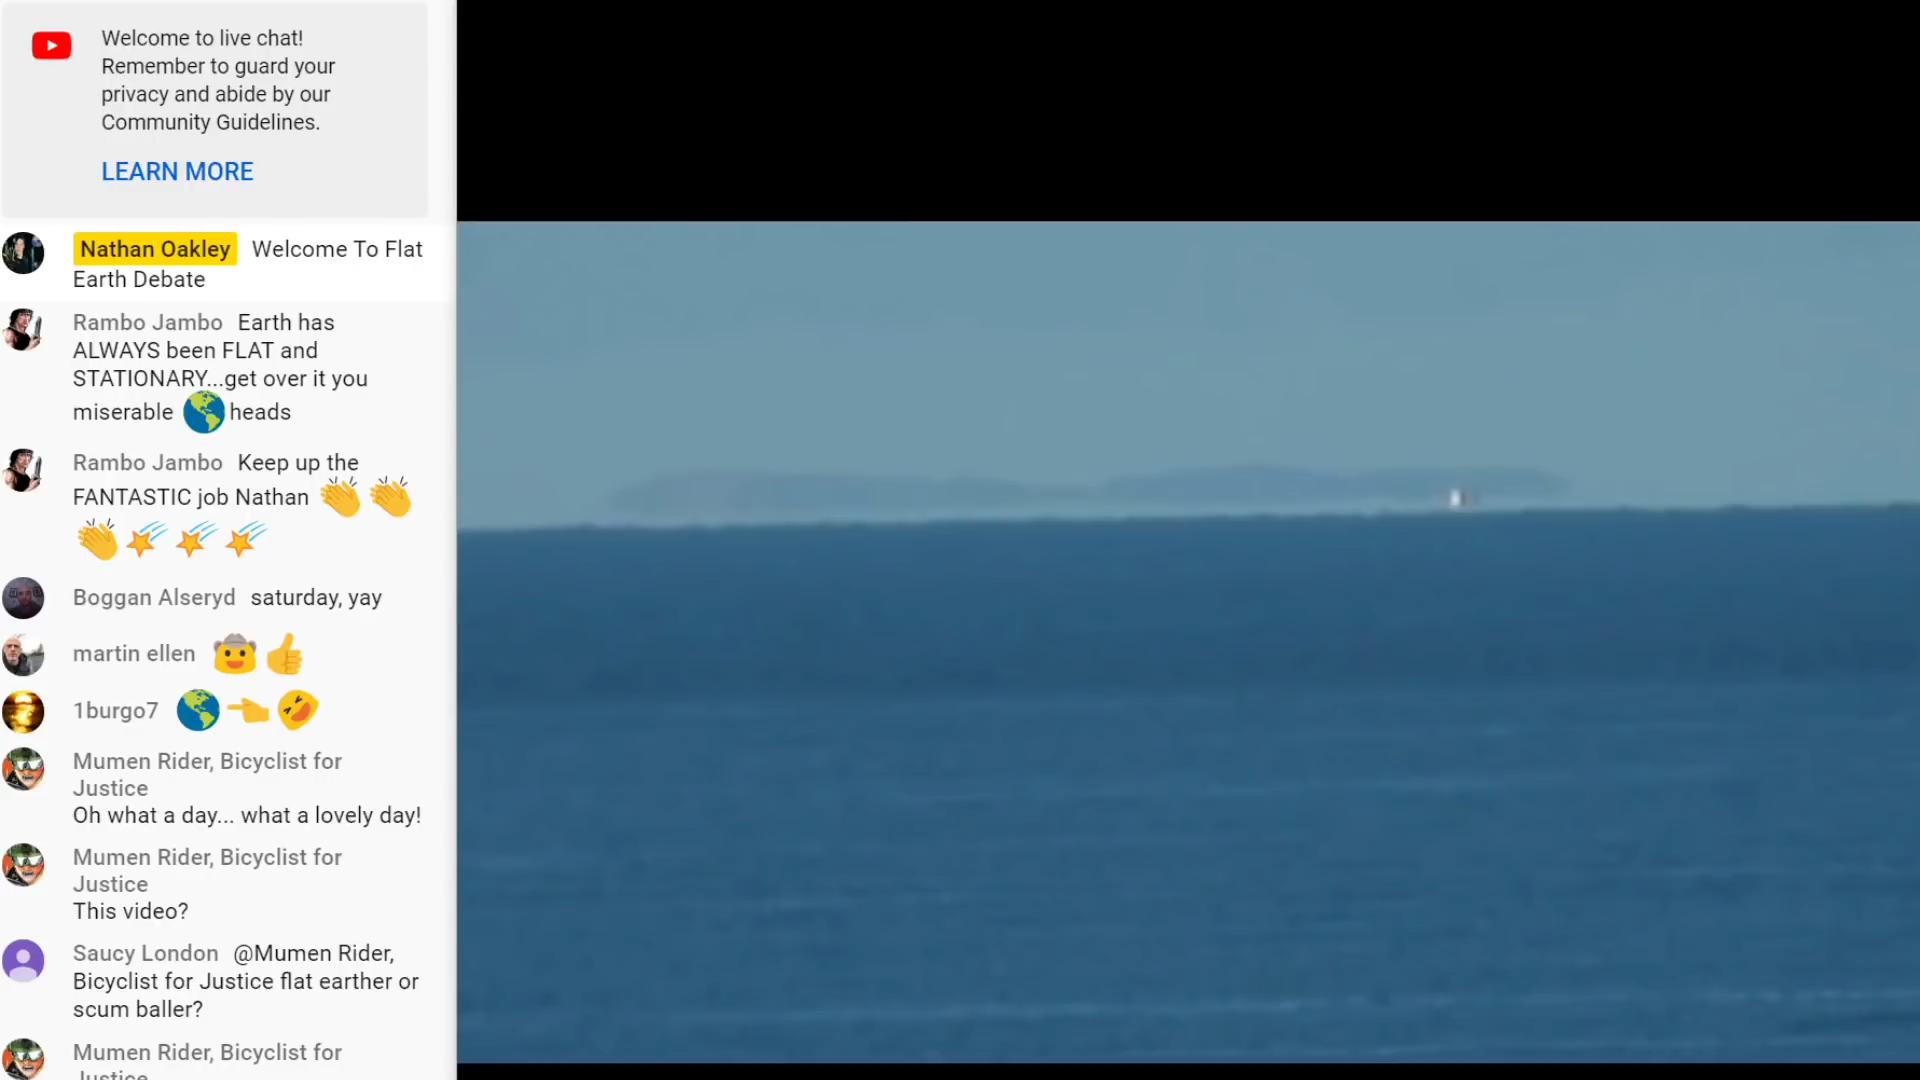 Welcome to live chat!
Remember to guard your
privacy and abide by our
Community Guidelines.
LEARN MORE
Nathan Oakley Welcome To Flat
Earth Debate
Rambo Jambo Earth has
ALWAYS been FLAT and
STATIONARY...get over it you
miserable 🌎heads
Rambo Jambo Keep up the
FANTASTIC job Nathan 👏👏
👏🌠🌠🌠
Boggan Alseryd saturday, yay
martin ellen 🤠👍
1burgo7 🌎👈🤣
Mumen Rider, Bicyclist for
Justice
Oh what a day... what a lovely day!
Mumen Rider, Bicyclist for
Justice
This video?
Saucy London @Mumen Rider,
Bicyclist for Justice flat earther or
scum baller?
Mumen Rider, Bicyclist for
Justice